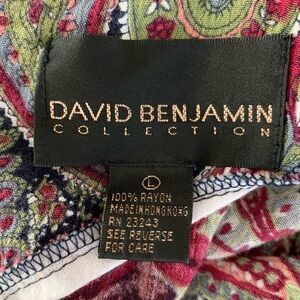 DAVID BENJAMIN
COLLECTION
L
100% RAYON
MADE IN HONG KONG
RN 23243
SEE REVERSE
FOR CARE